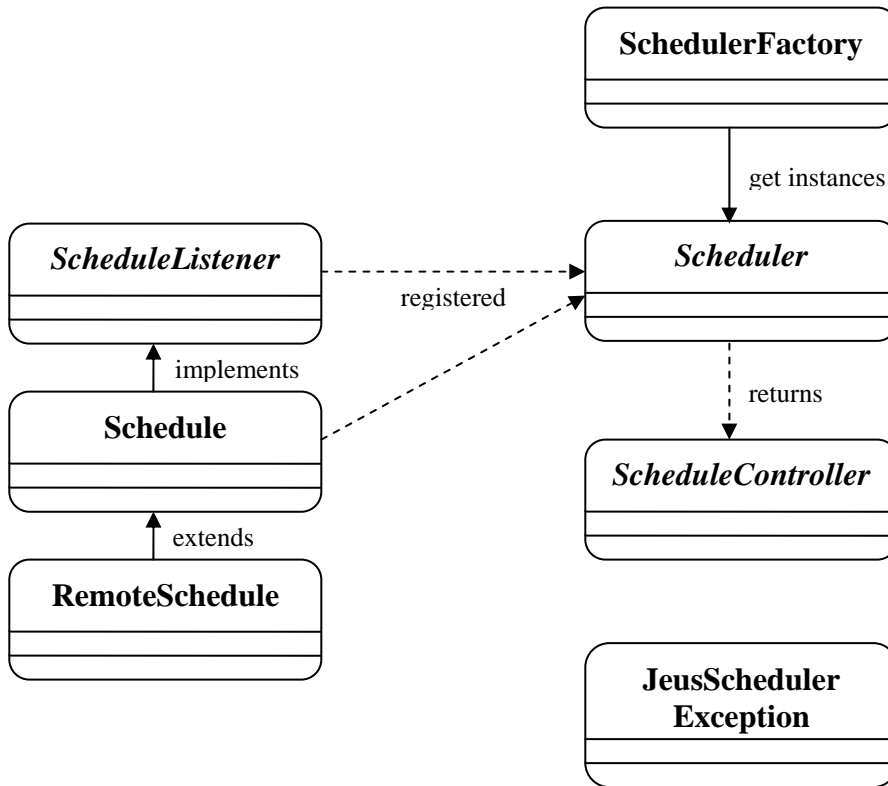 SchedulerFactory
get instances
ScheduleListener
Scheduler
registered
implements
returns
Schedule
ScheduleController
extends
RemoteSchedule
JeusScheduler
Exception